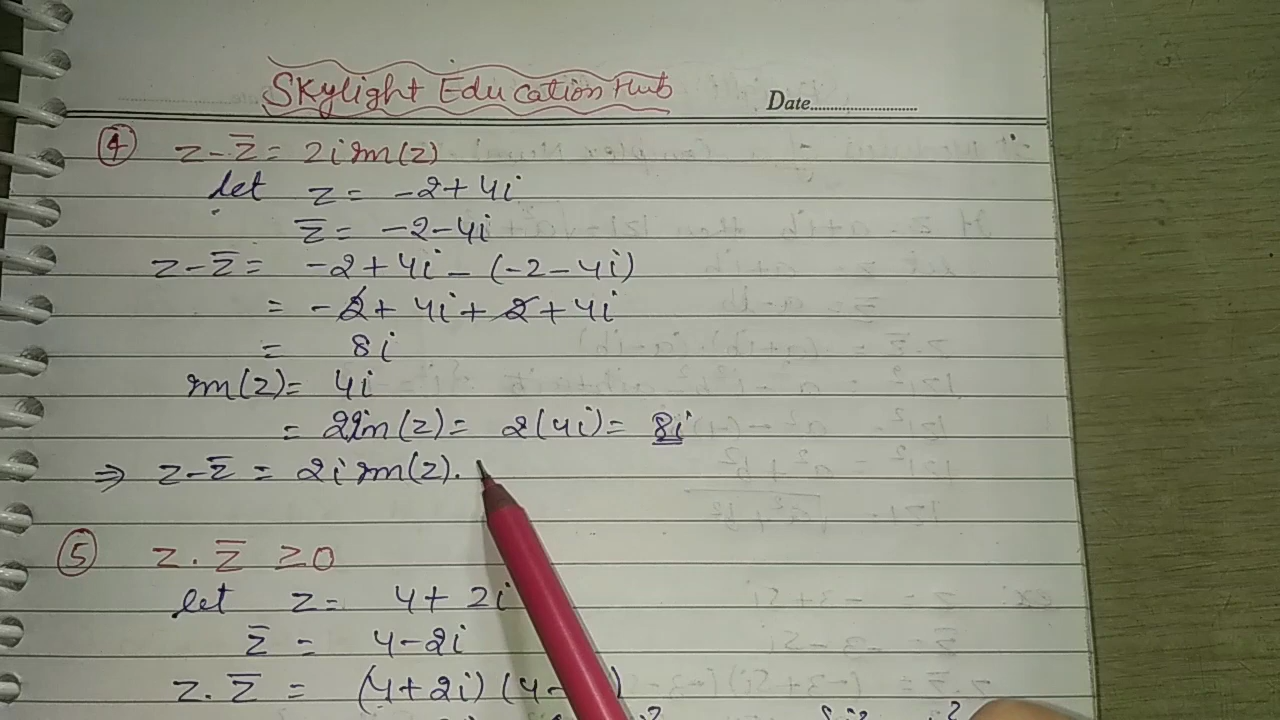 Skylight Education Hub
Date
④ z - z̅ = 2i Im(z)
let z = -2 + 4i
z̅ = -2 - 4i
z - z̅ = -2 + 4i - (-2 - 4i)
= -2 + 4i + 2 + 4i
= 8i
Im(z) = 4i
= 2Im(z) = 2(4i) = 8i
⇒ z - z̅ = 2i Im(z).
⑤ z . z̅ ≥ 0
let z = 4 + 2i
z̅ = 4 - 2i
z . z̅ = (4 + 2i) (4 - )